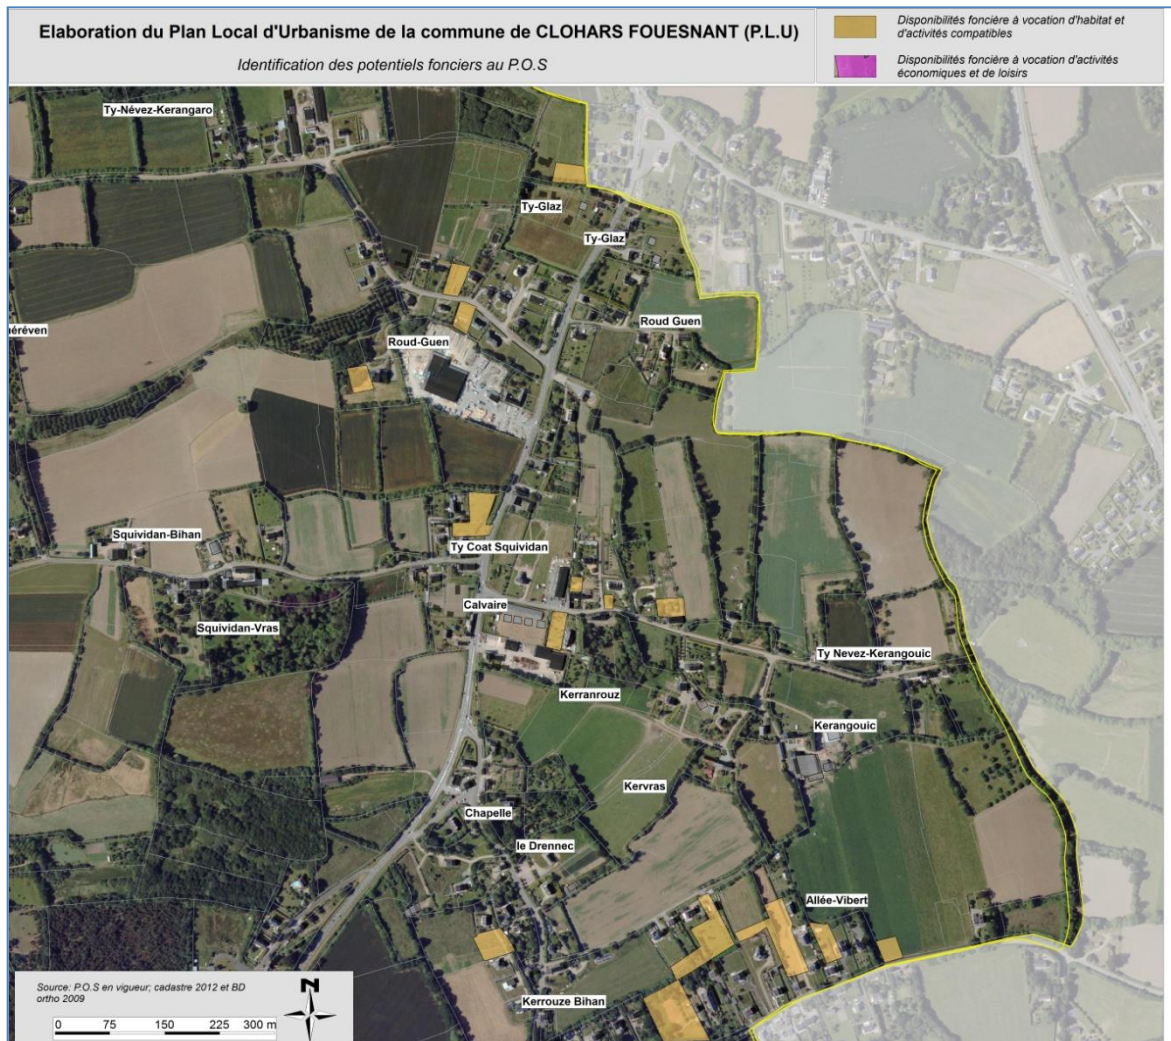 Elaboration du Plan Local d'Urbanisme de la commune de CLOHARS FOUESNANT (P.L.U)
Identification des potentiels fonciers au P.O.S
Disponibilités foncière à vocation d'habitat et
d'activités compatibles
Disponibilités foncière à vocation d'activités
économiques et de loisirs
Ty-Névez-Kerangaro
Ty-Glaz
Ty-Glaz
Roud Guen
Roud-Guen
Squividan-Bihan
Ty Coat Squividan
Calvaire
Squividan-Vras
Ty Nevez-Kerangouic
Kerranrouz
Kerangouic
Kervras
Chapelle
le Drennec
Allée-Vibert
Kerrouze Bihan
Source: P.O.S en vigueur; cadastre 2012 et BD
ortho 2009
N
0 75 150 225 300 m